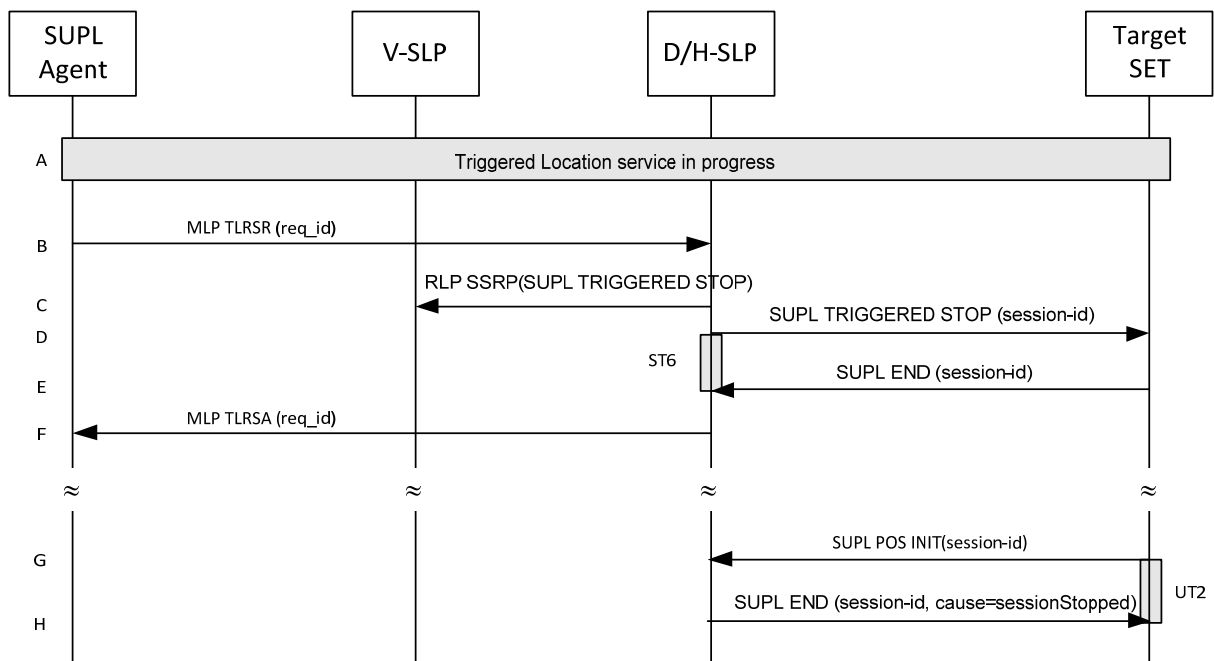 SUPL
Agent
V-SLP
D/H-SLP
Target
SET
A
Triggered Location service in progress
MLP TLRSR (req_id)
B
RLP SSRP(SUPL TRIGGERED STOP)
C
SUPL TRIGGERED STOP (session-id)
D
ST6
SUPL END (session-id)
E
MLP TLRSA (req_id)
F
≈ ≈ ≈ ≈
SUPL POS INIT(session-id)
G
UT2
SUPL END (session-id, cause=sessionStopped)
H